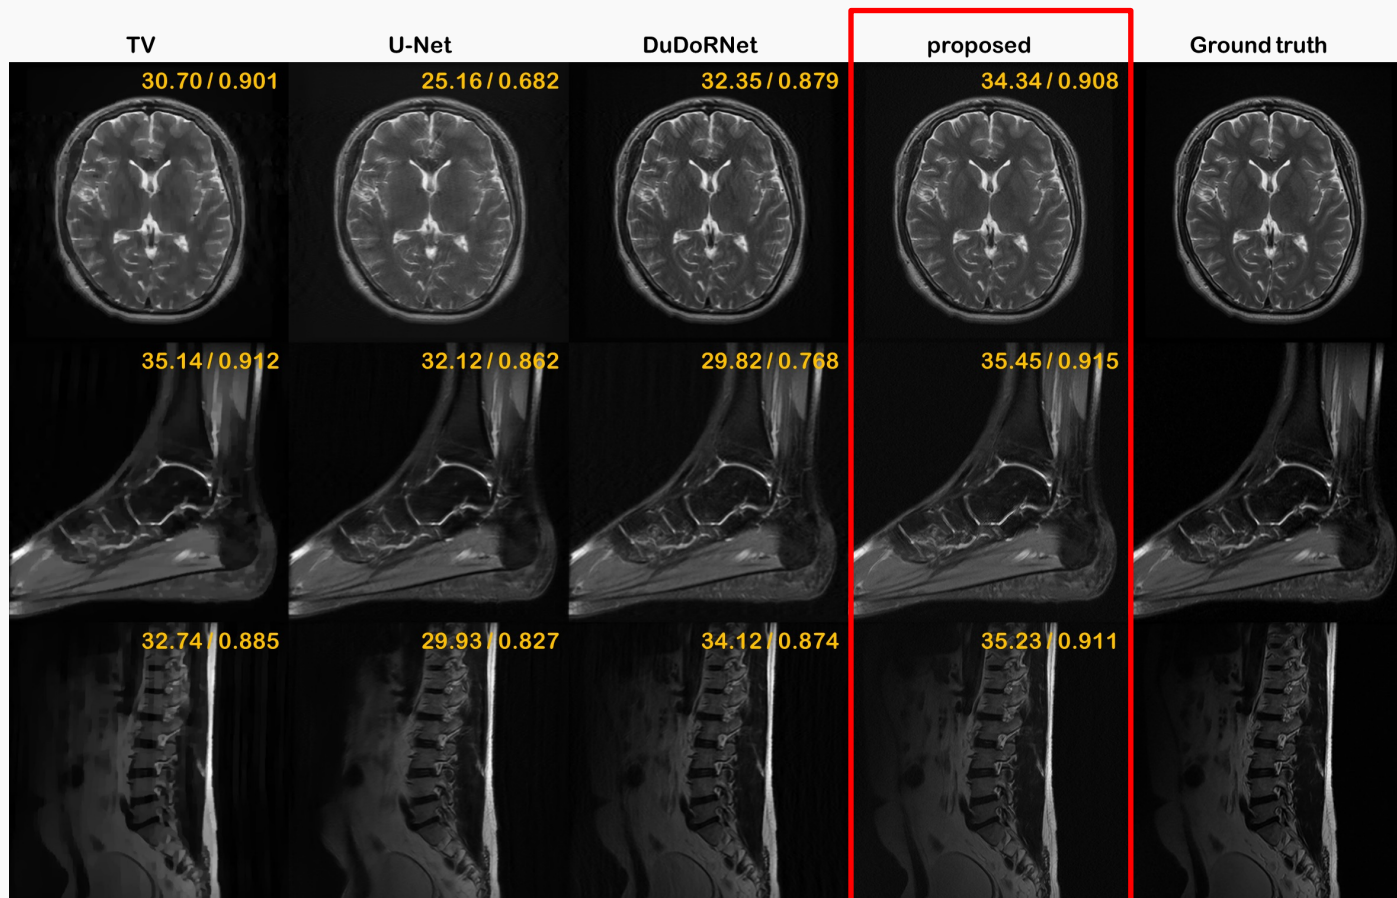 TV U-Net DuDoRNet proposed Ground truth
30.70 / 0.901 25.16 / 0.682 32.35 / 0.879 34.34 / 0.908
35.14 / 0.912 32.12 / 0.862 29.82 / 0.768 35.45 / 0.915
32.74 / 0.885 29.93 / 0.827 34.12 / 0.874 35.23 / 0.911